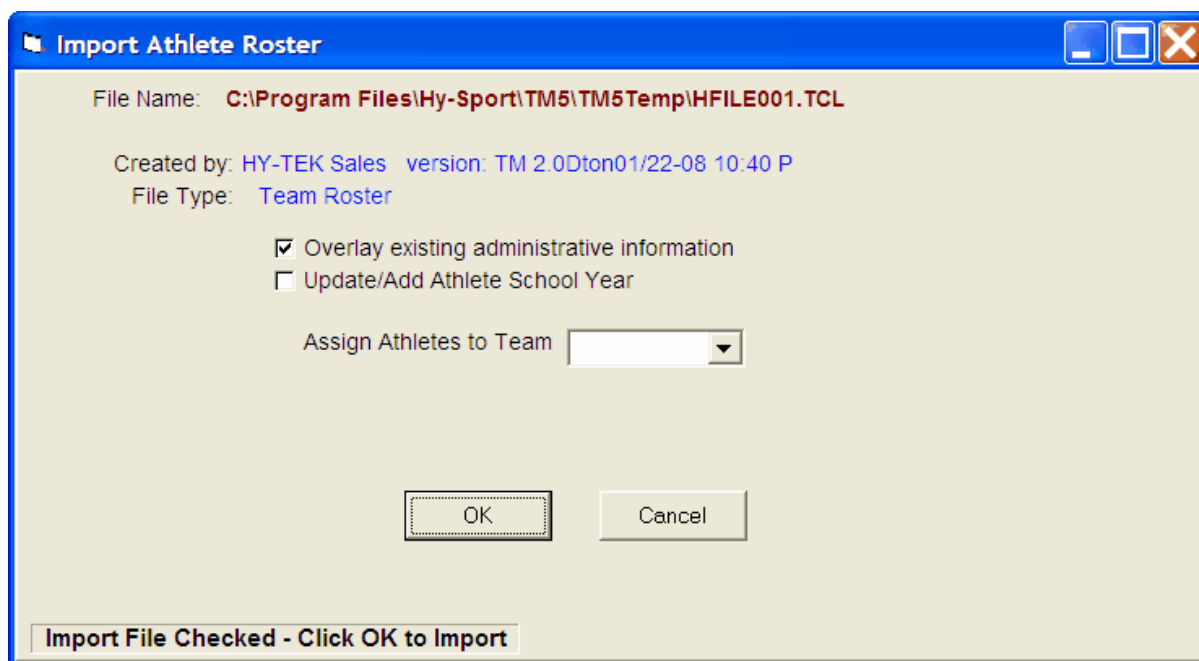 Import Athlete Roster
File Name: C:\Program Files\Hy-Sport\TM5\TM5Temp\HFILE001.TCL
Created by: HY-TEK Sales version: TM 2.0Dton01/22-08 10:40 P
File Type: Team Roster
Overlay existing administrative information
Update/Add Athlete School Year
Assign Athletes to Team
OK Cancel
Import File Checked - Click OK to Import